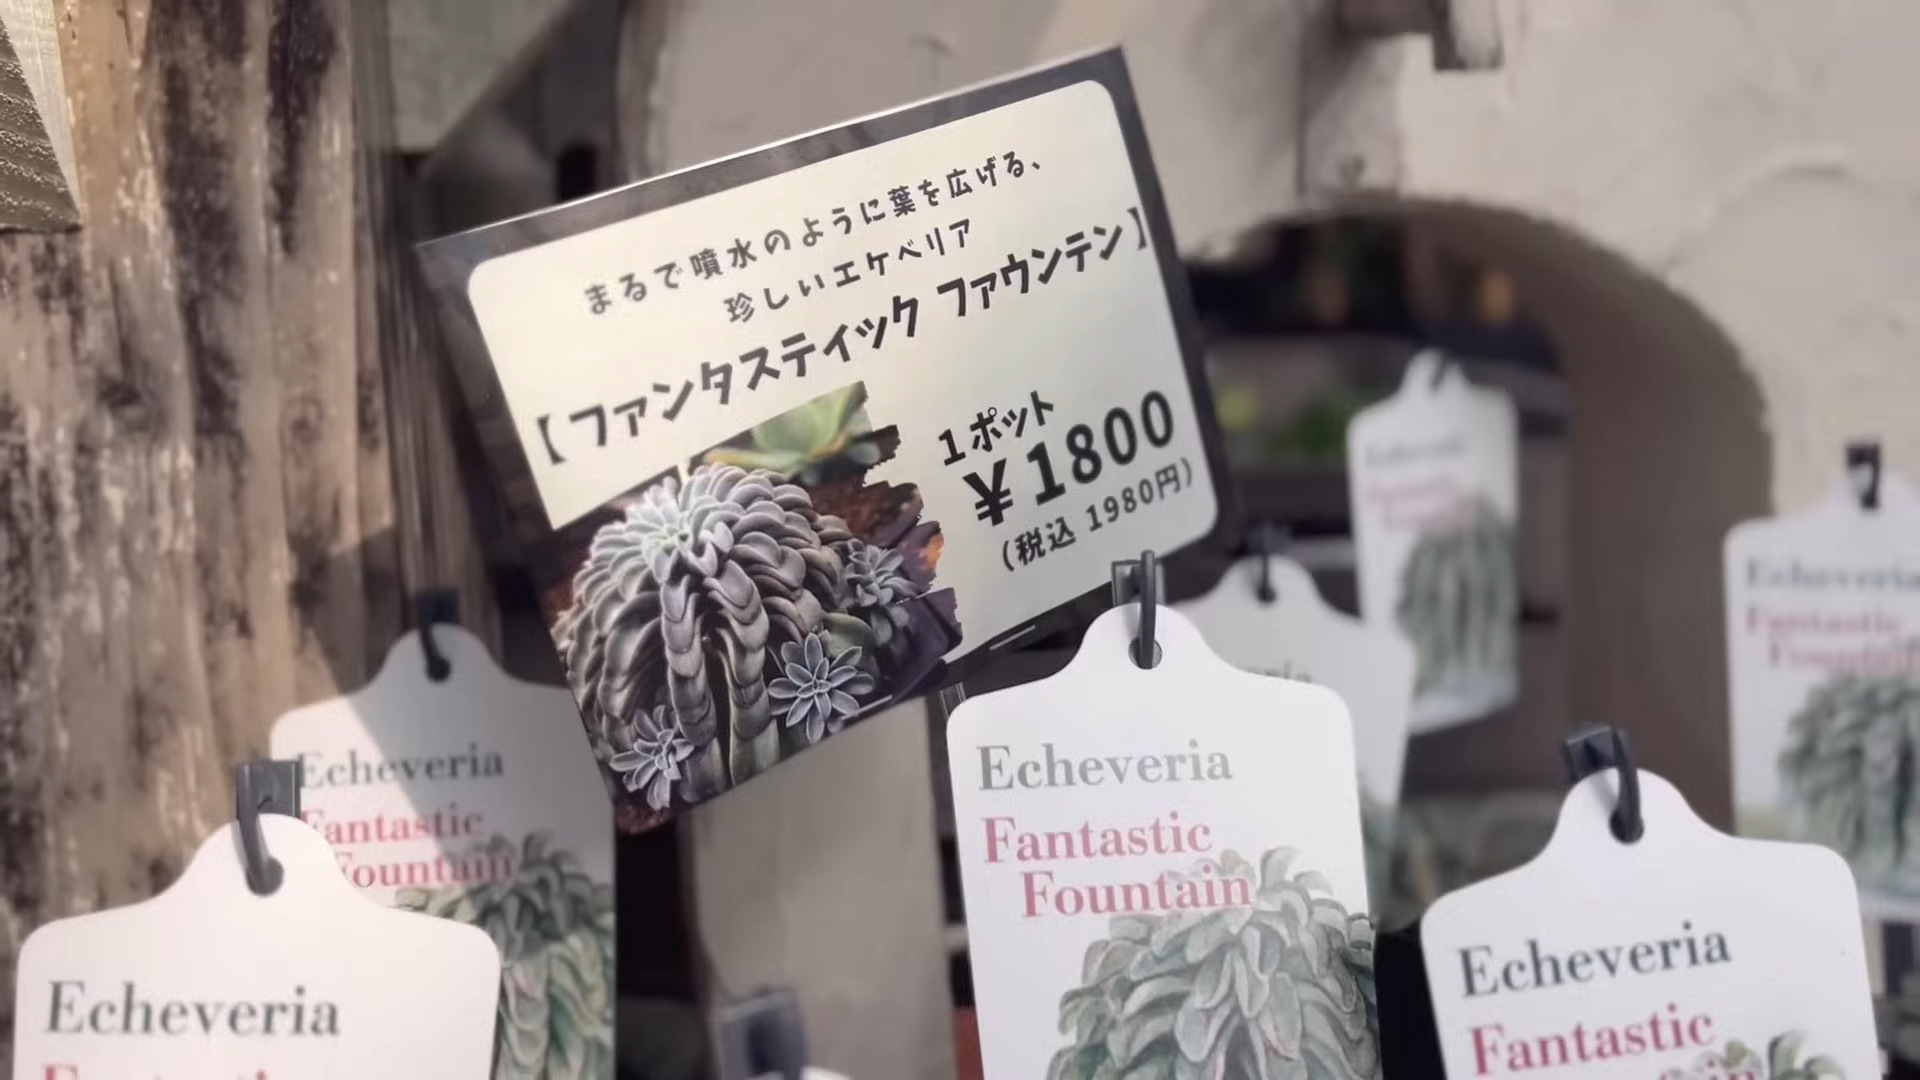 まるで噴水のように葉を広げる、
珍しいエケベリア
【ファンタスティック ファウンテン】
1ポット
¥1800
(税込 1980円)
Echeveria
Fantastic
Fountain
Echeveria
Fantastic
Fountain
Echeveria
Echeveria
Fantastic
Echeveria
Fantastic